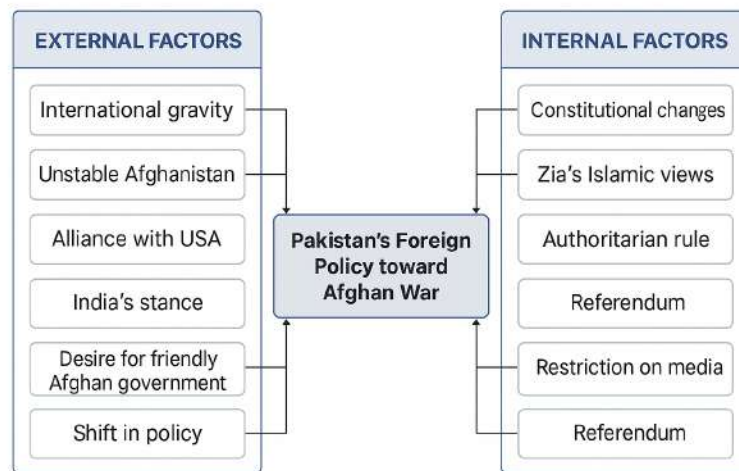 EXTERNAL FACTORS
International gravity
Unstable Afghanistan
Alliance with USA
India's stance
Desire for friendly
Afghan government
Shift in policy
Pakistan's Foreign
Policy toward
Afghan War
INTERNAL FACTORS
Constitutional changes
Zia's Islamic views
Authoritarian rule
Referendum
Restriction on media
Referendum